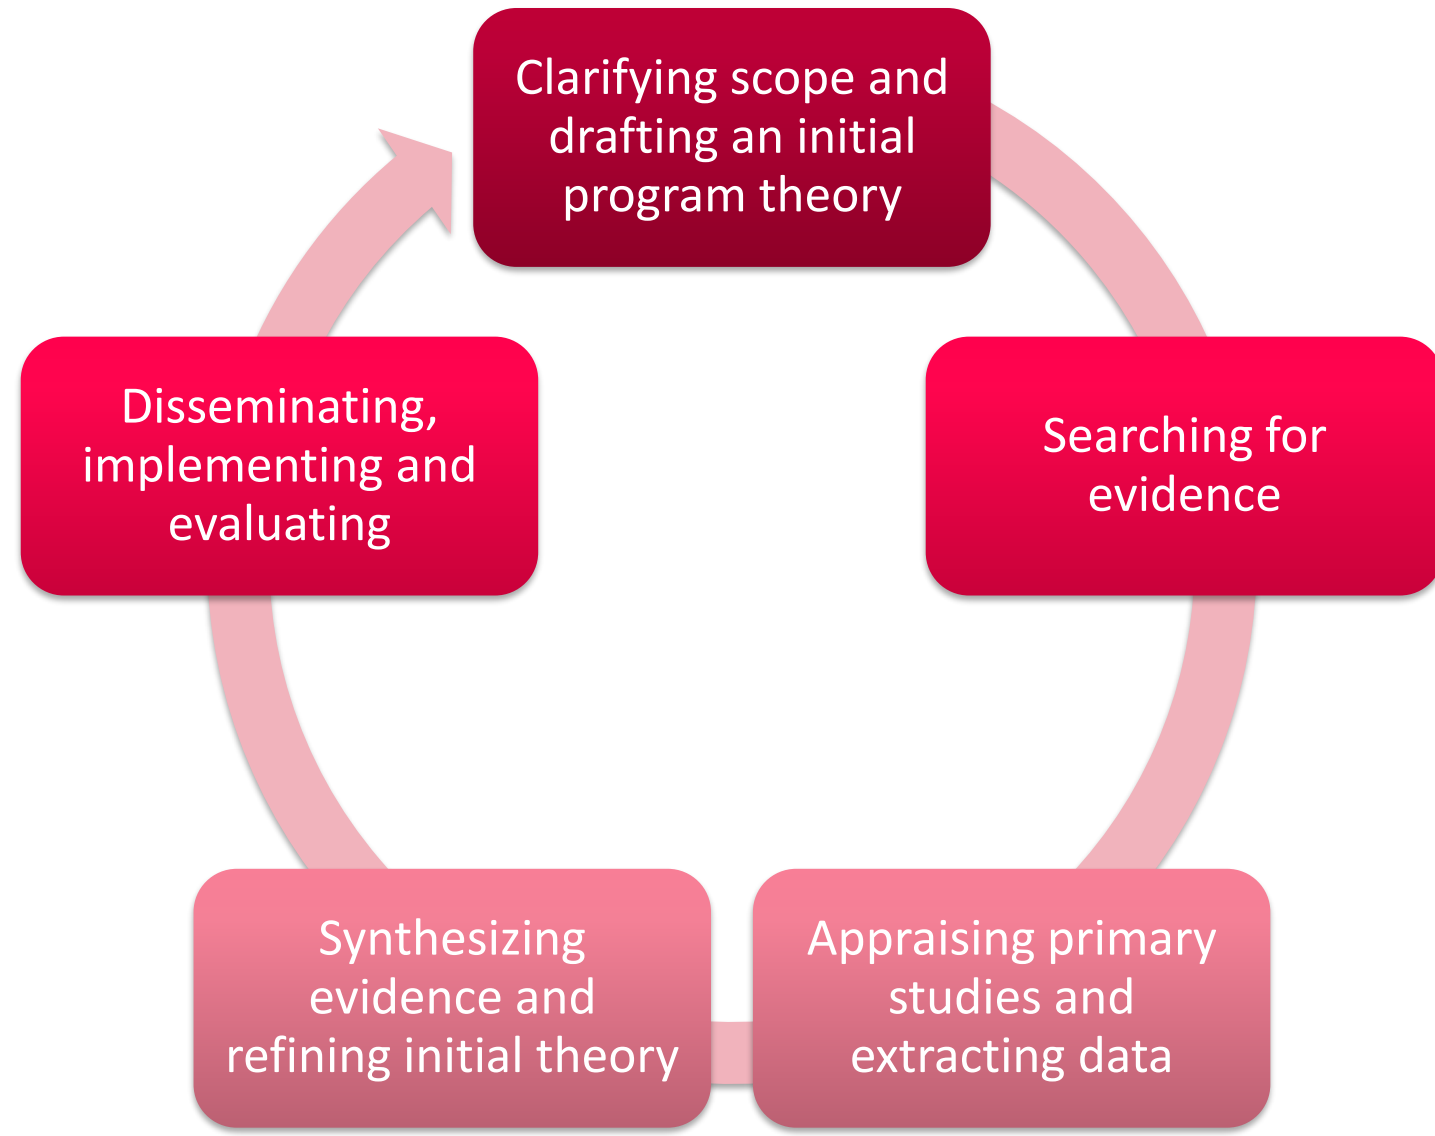 Clarifying scope and
drafting an initial
program theory
Searching for
evidence
Appraising primary
studies and
extracting data
Synthesizing
evidence and
refining initial theory
Disseminating,
implementing and
evaluating